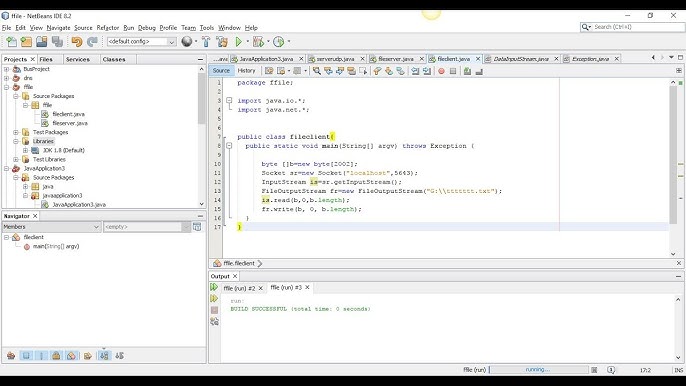 ffile - NetBeans IDE 8.2
File Edit View Navigate Source Refactor Run Debug Profile Team Tools Window Help
Search (Ctrl+I)
<default config>
Projects Files Services Classes
...ava JavaApplication3.java serverudp.java fileserver.java fileclient.java DataInputStream.java Exception.java
Source History
BusProject
dns
ffile
Source Packages
ffile
fileclient.java
fileserver.java
Test Packages
Libraries
JDK 1.8 (Default)
Test Libraries
JavaApplication3
Source Packages
java
javaapplication3
JavaApplication3.java
1 package ffile;
2
3 import java.io.*;
4 import java.net.*;
5
6
7 public class fileclient{
8 public static void main(String[] argv) throws Exception {
9
10 byte []b=new byte[2002];
11 Socket sr=new Socket("localhost",5643);
12 InputStream is=sr.getInputStream();
13 FileOutputStream fr=new FileOutputStream("G:\\ttttttt.txt");
14 is.read(b,0,b.length);
15 fr.write(b, 0, b.length);
16 }
17 }
Navigator
Members <empty>
fileclient
main(String[] argv)
ffile.fileclient
Output
ffile (run) #2 ffile (run) #3
run:
BUILD SUCCESSFUL (total time: 0 seconds)
ffile (run) running... 1 17:2 INS